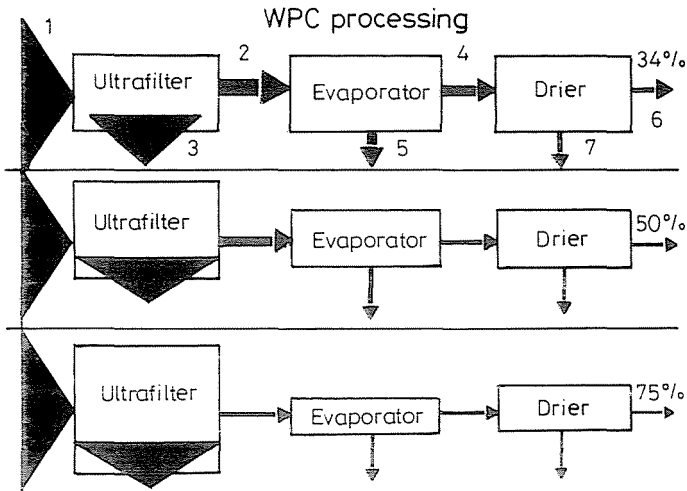 WPC processing
1
2
4
34%
Ultrafilter
Evaporator
Drier
6
3
5
7
Ultrafilter
Evaporator
Drier
50%
Ultrafilter
Evaporator
Drier
75%